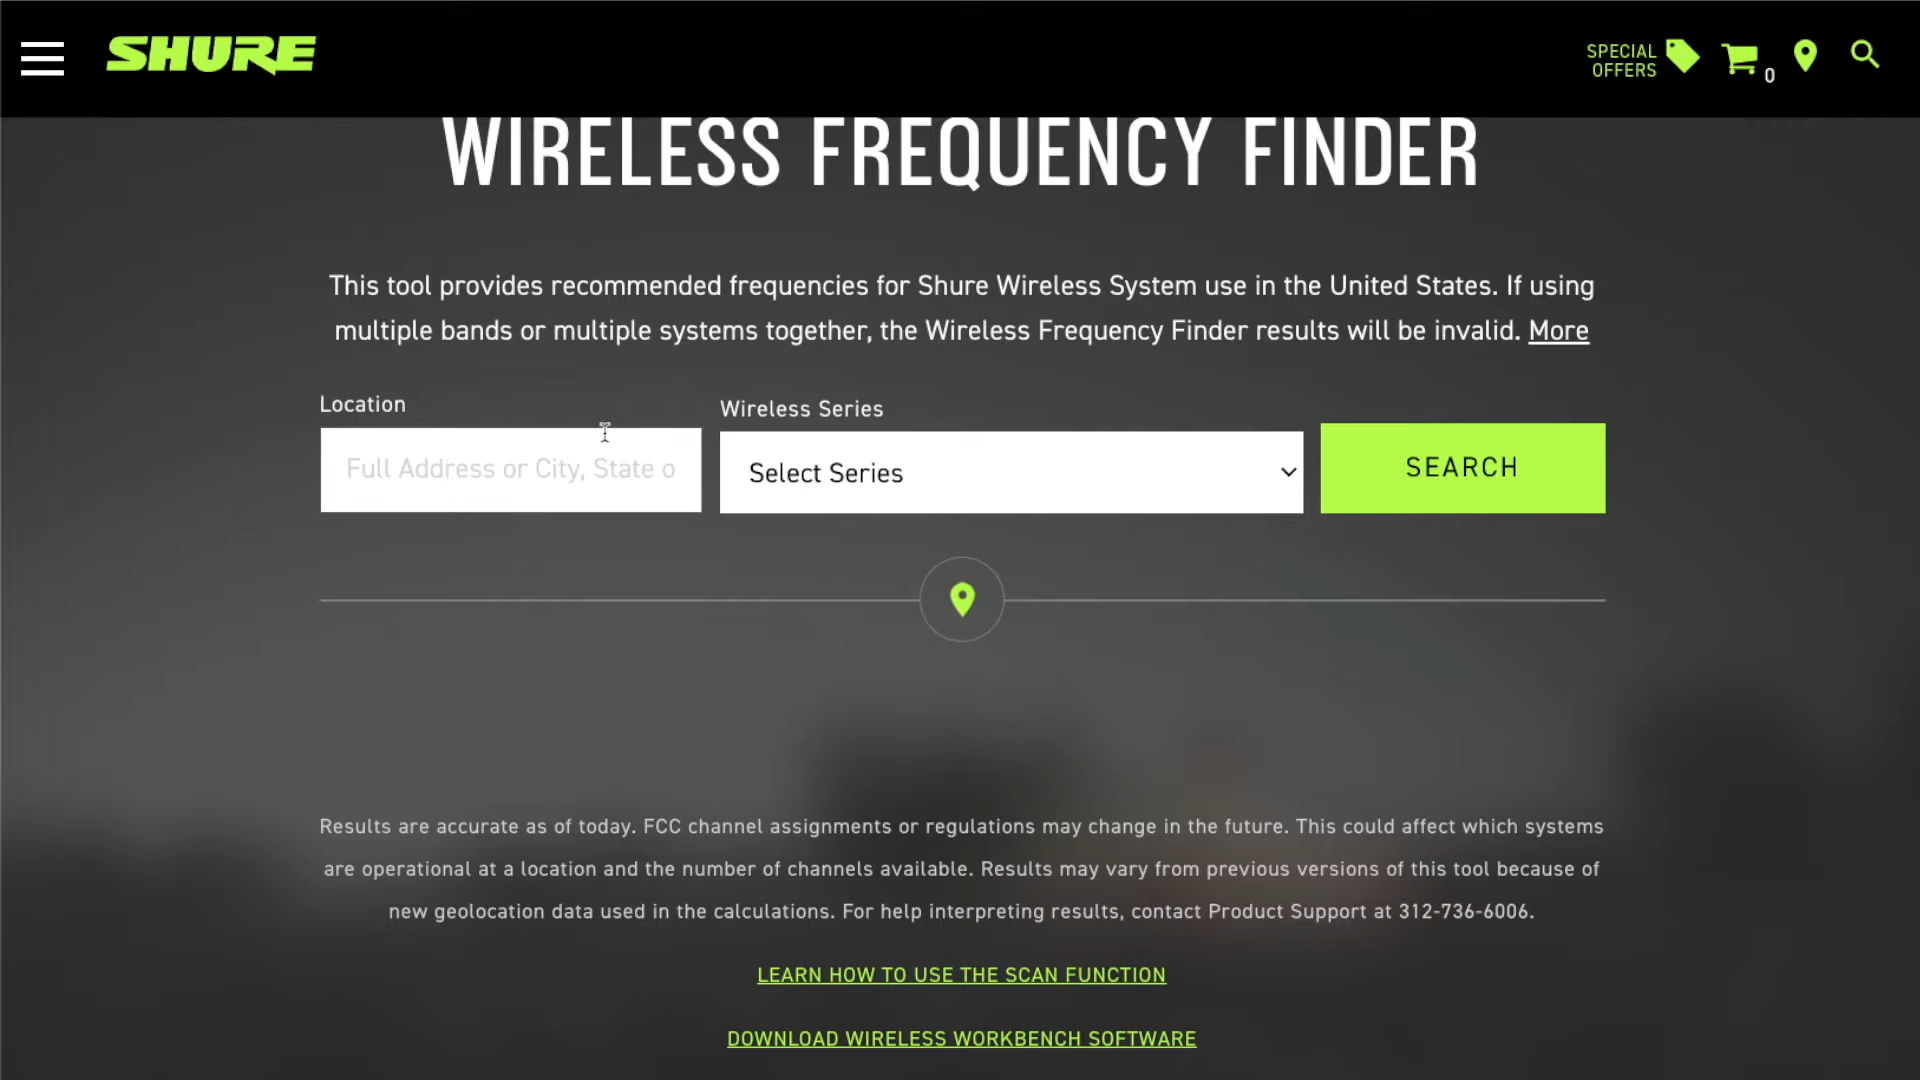 SHURE
SPECIAL
OFFERS
0
WIRELESS FREQUENCY FINDER
This tool provides recommended frequencies for Shure Wireless System use in the United States. If using
multiple bands or multiple systems together, the Wireless Frequency Finder results will be invalid. More
Location
Wireless Series
Full Address or City, State o
Select Series
SEARCH
Results are accurate as of today. FCC channel assignments or regulations may change in the future. This could affect which systems
are operational at a location and the number of channels available. Results may vary from previous versions of this tool because of
new geolocation data used in the calculations. For help interpreting results, contact Product Support at 312-736-6006.
LEARN HOW TO USE THE SCAN FUNCTION
DOWNLOAD WIRELESS WORKBENCH SOFTWARE